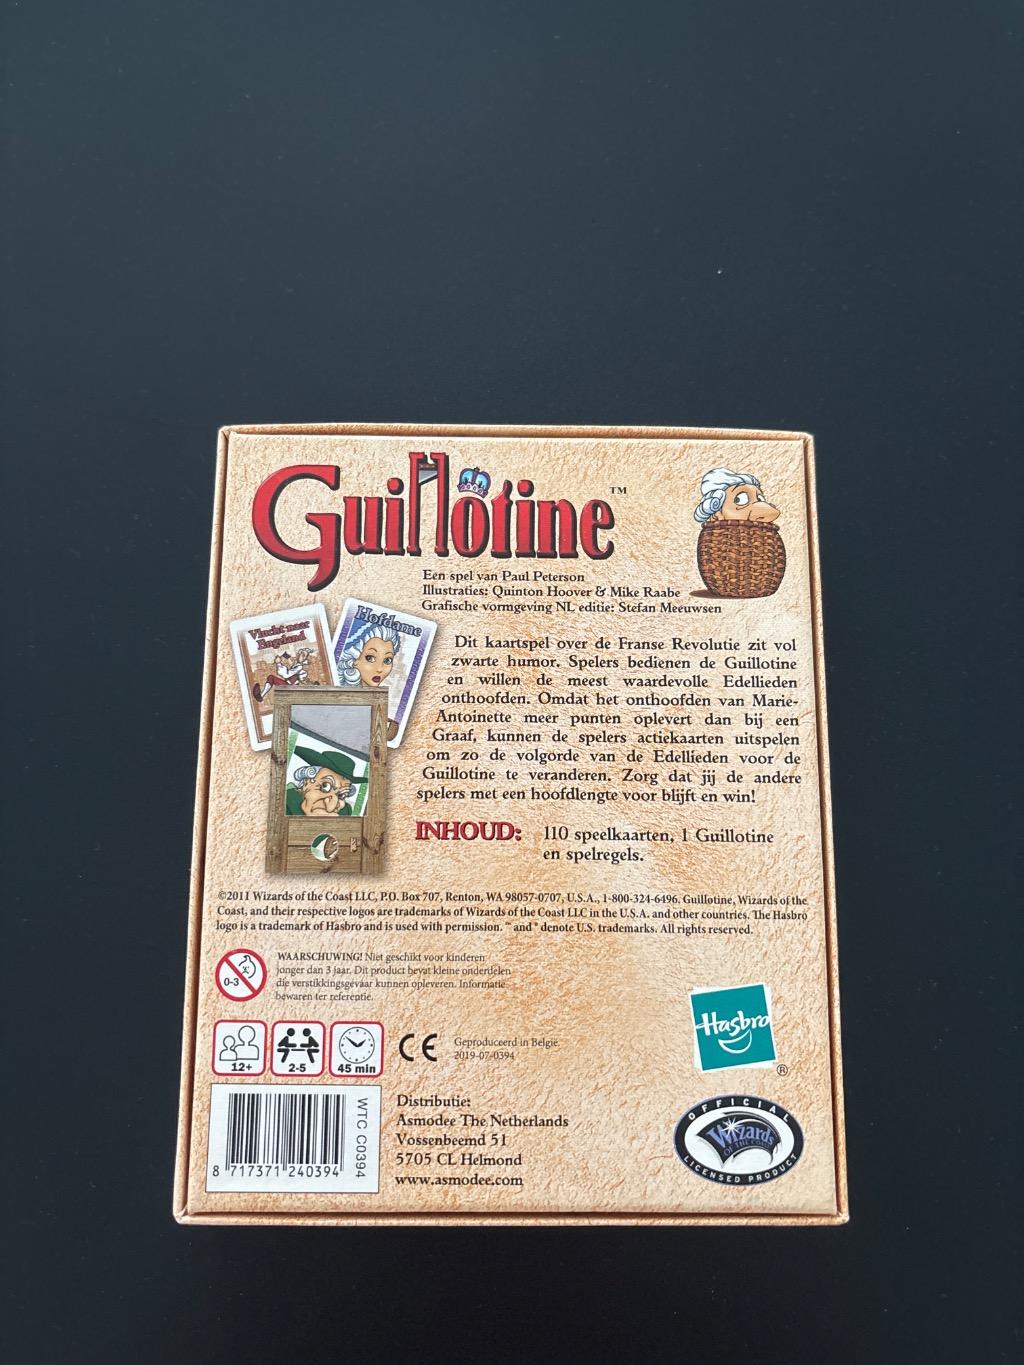 Guillotine™
Een spel van Paul Peterson
Illustraties: Quinton Hoover & Mike Raabe
Grafische vormgeving NL editie: Stefan Meeuwsen
Vlucht naar
Engeland
Hofdame
Dit kaartspel over de Franse Revolutie zit vol
zwarte humor. Spelers bedienen de Guillotine
en willen de meest waardevolle Edellieden
onthoofden. Omdat het onthoofden van Marie-
Antoinette meer punten oplevert dan bij een
Graaf, kunnen de spelers actiekaarten uitspelen
om zo de volgorde van de Edellieden voor de
Guillotine te veranderen. Zorg dat jij de andere
spelers met een hoofdlengte voor blijft en win!
INHOUD: 110 speelkaarten, 1 Guillotine
en spelregels.
©2011 Wizards of the Coast LLC, P.O. Box 707, Renton, WA 98057-0707, U.S.A., 1-800-324-6496. Guillotine, Wizards of the
Coast, and their respective logos are trademarks of Wizards of the Coast LLC in the U.S.A. and other countries. The Hasbro
logo is a trademark of Hasbro and is used with permission. ™ and ® denote U.S. trademarks. All rights reserved.
0-3
WAARSCHUWING! Niet geschikt voor kinderen
jonger dan 3 jaar. Dit product bevat kleine onderdelen
die verstikkingsgevaar kunnen opleveren. Informatie
bewaren ter referentie.
Hasbro
®
12+
2-5
45 min
CE
Geproduceerd in België.
2019-07-0394
8 717371 240394
WTC C0394
Distributie:
Asmodee The Netherlands
Vossenbeemd 51
5705 CL Helmond
www.asmodee.com
OFFICIAL
Wizards
OF THE COAST
LICENSED PRODUCT